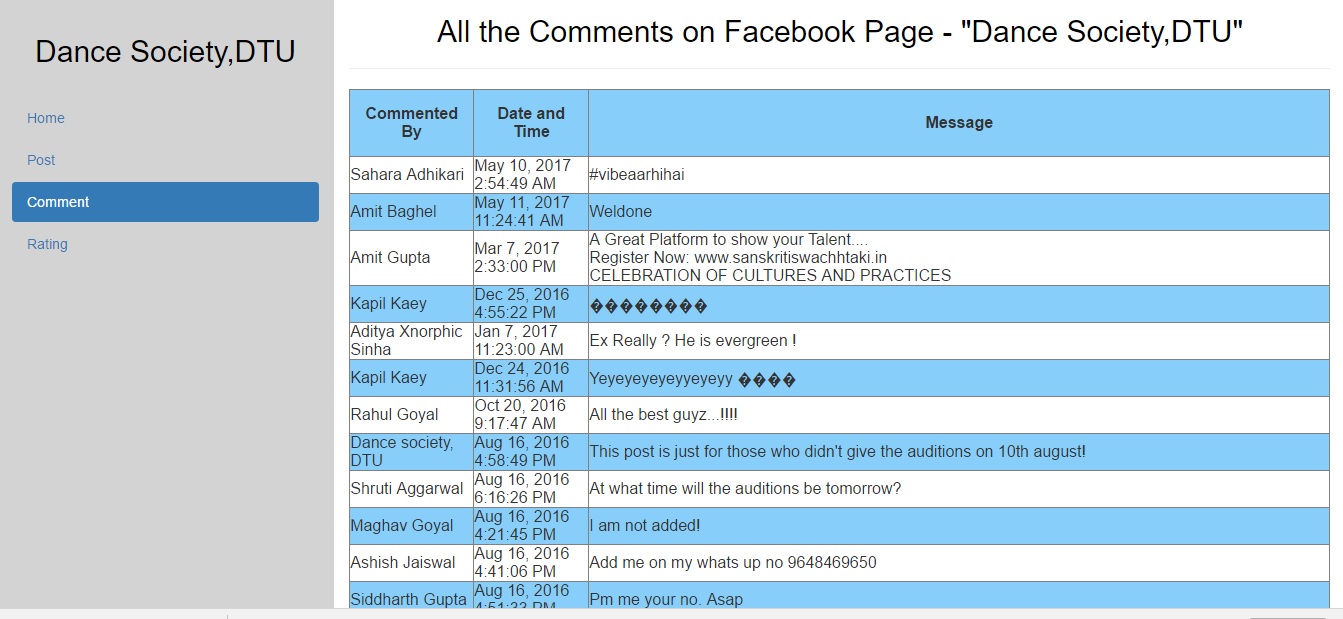 Dance Society,DTU
Home
Post
Comment
Rating
All the Comments on Facebook Page - "Dance Society,DTU"
Commented
By
Date and
Time
Message
Sahara Adhikari
May 10, 2017
2:54:49 AM
#vibeaarhihai
Amit Baghel
May 11, 2017
11:24:41 AM
Weldone
Amit Gupta
Mar 7, 2017
2:33:00 PM
A Great Platform to show your Talent....
Register Now: www.sanskritiswachhtaki.in
CELEBRATION OF CULTURES AND PRACTICES
Kapil Kaey
Dec 25, 2016
4:55:22 PM
��������
Aditya Xnorphic
Sinha
Jan 7, 2017
11:23:00 AM
Ex Really ? He is evergreen !
Kapil Kaey
Dec 24, 2016
11:31:56 AM
Yeyeyeyeyeyyeyeyy ����
Rahul Goyal
Oct 20, 2016
9:17:47 AM
All the best guyz...!!!!
Dance society,
DTU
Aug 16, 2016
4:58:49 PM
This post is just for those who didn't give the auditions on 10th august!
Shruti Aggarwal
Aug 16, 2016
6:16:26 PM
At what time will the auditions be tomorrow?
Maghav Goyal
Aug 16, 2016
4:21:45 PM
I am not added!
Ashish Jaiswal
Aug 16, 2016
4:41:06 PM
Add me on my whats up no 9648469650
Siddharth Gupta
Aug 16, 2016
4:51:33 PM
Pm me your no. Asap